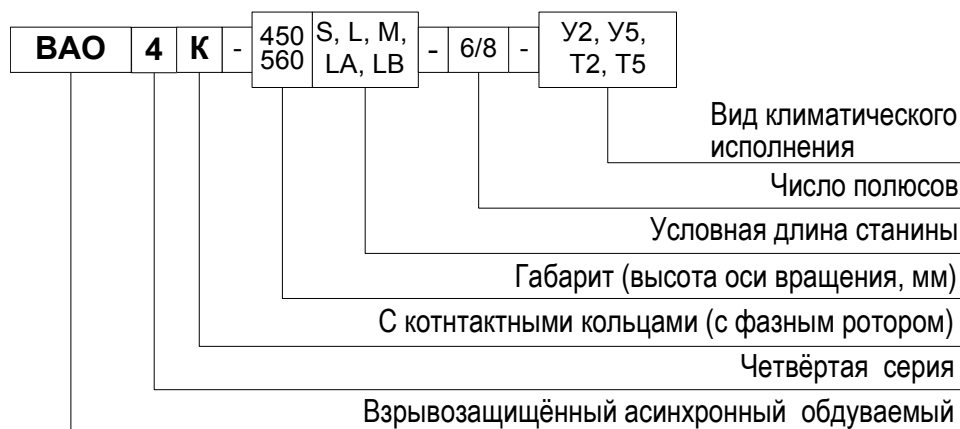 ВАО 4 К - 450 560 S, L, M, LA, LB - 6/8 - У2, У5, Т2, Т5
Вид климатического
исполнения
Число полюсов
Условная длина станины
Габарит (высота оси вращения, мм)
С котнтактными кольцами (с фазным ротором)
Четвёртая серия
Взрывозащищённый асинхронный обдуваемый